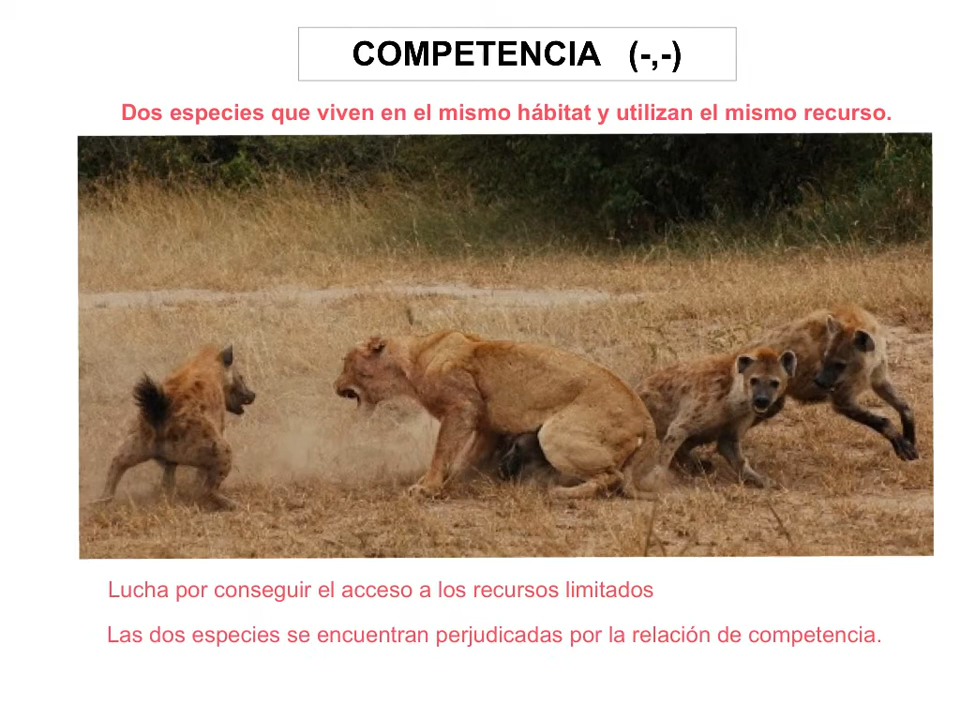 COMPETENCIA (-,-)
Dos especies que viven en el mismo hábitat y utilizan el mismo recurso.
Lucha por conseguir el acceso a los recursos limitados
Las dos especies se encuentran perjudicadas por la relación de competencia.